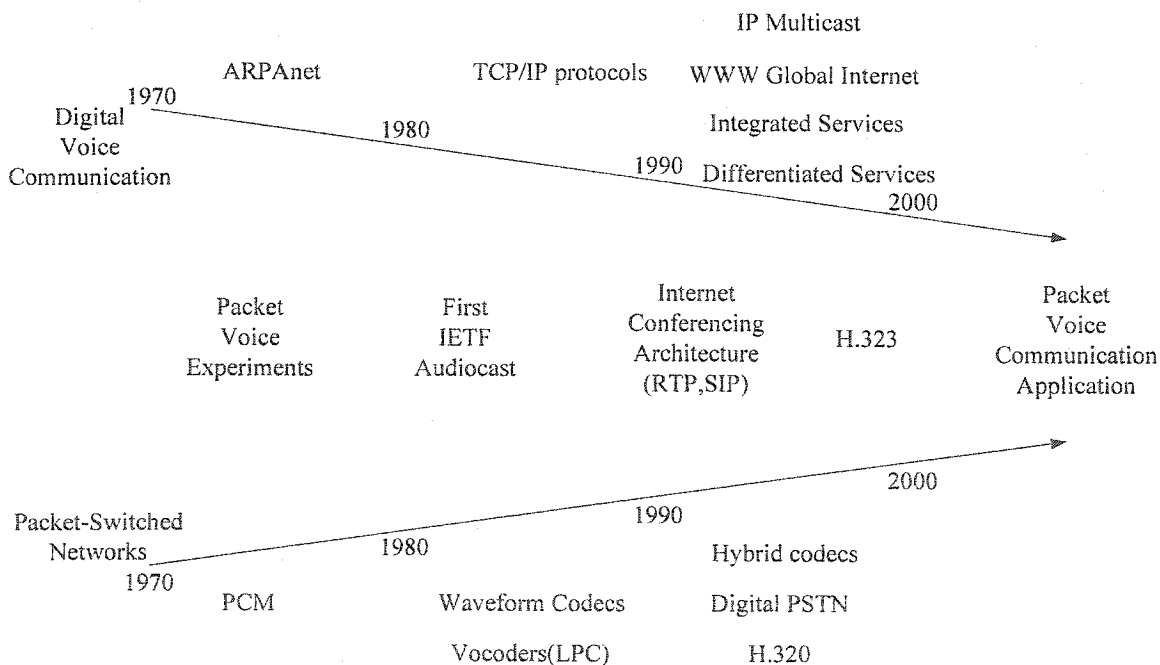 IP Multicast
ARPAnet
TCP/IP protocols
WWW Global Internet
1970
Digital
Voice
Communication
1980
Integrated Services
1990
Differentiated Services
2000
Packet
Voice
Experiments
First
IETF
Audiocast
Internet
Conferencing
Architecture
(RTP,SIP)
H.323
Packet
Voice
Communication
Application
Packet-Switched
Networks
1970
1980
1990
2000
PCM
Waveform Codecs
Vocoders(LPC)
Hybrid codecs
Digital PSTN
H.320